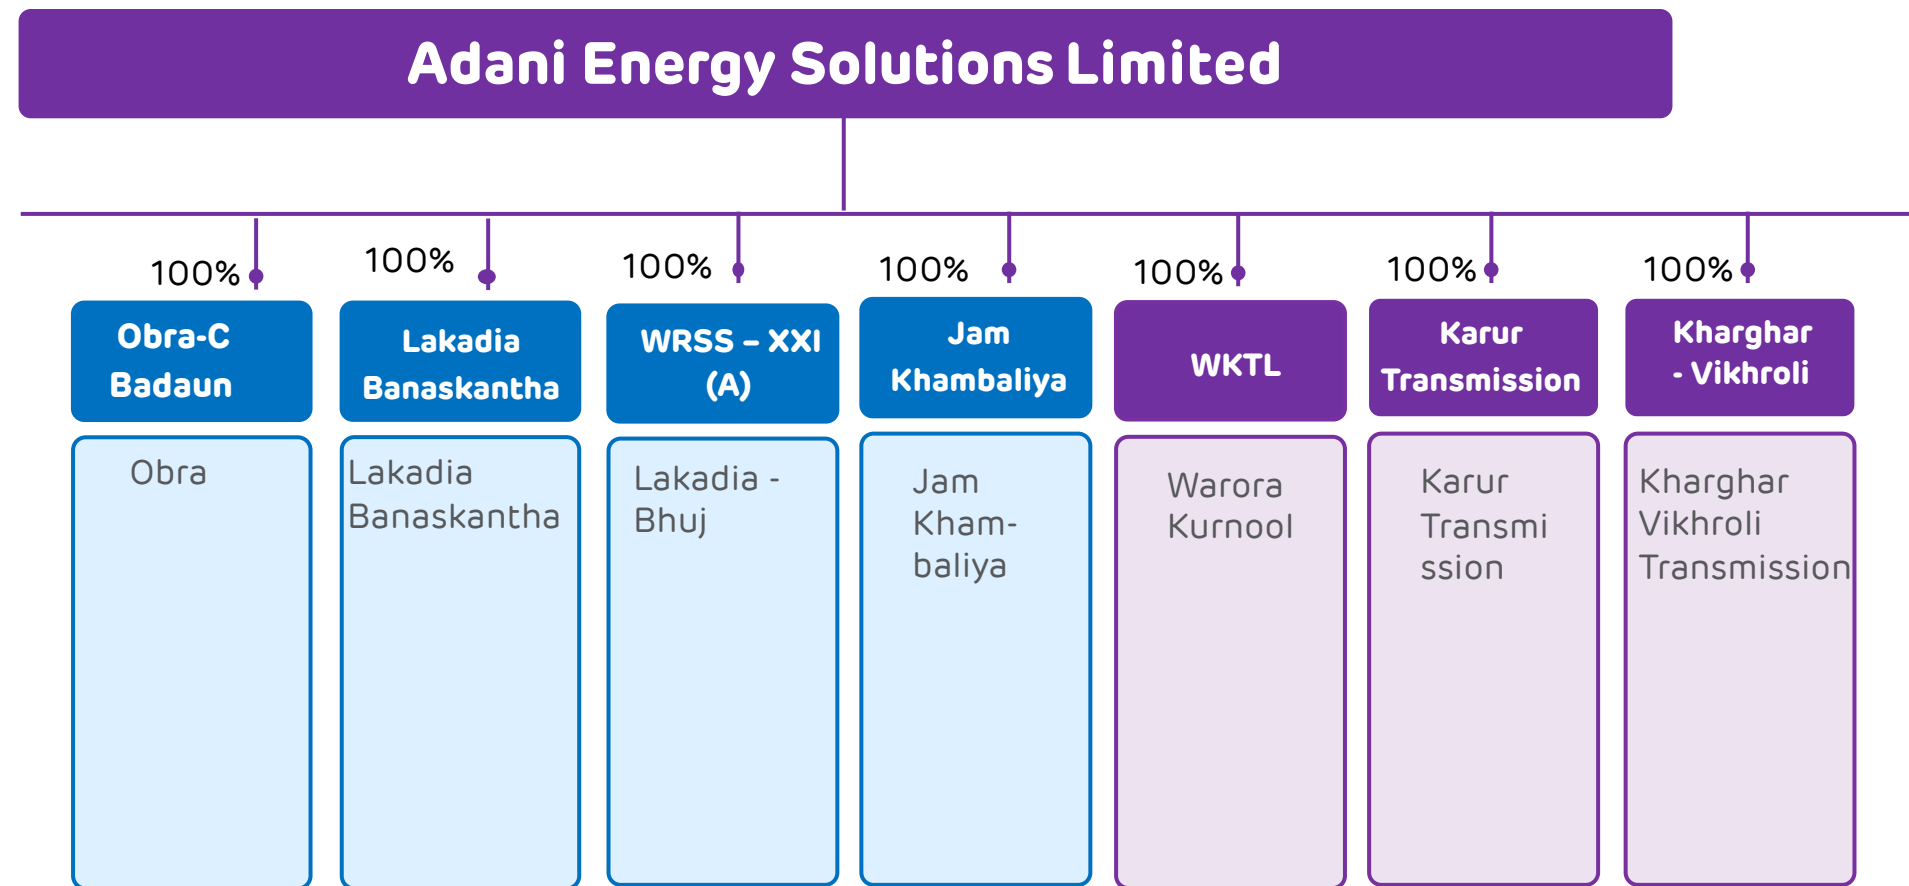 Adani Energy Solutions Limited
100%
100%
100%
100%
100%
100%
100%
Obra-C
Badaun
Lakadia
Banaskantha
WRSS – XXI
(A)
Jam
Khambaliya
WKTL
Karur
Transmission
Kharghar
- Vikhroli
Obra
Lakadia
Banaskantha
Lakadia -
Bhuj
Jam
Kham-
baliya
Warora
Kurnool
Karur
Transmi
ssion
Kharghar
Vikhroli
Transmission